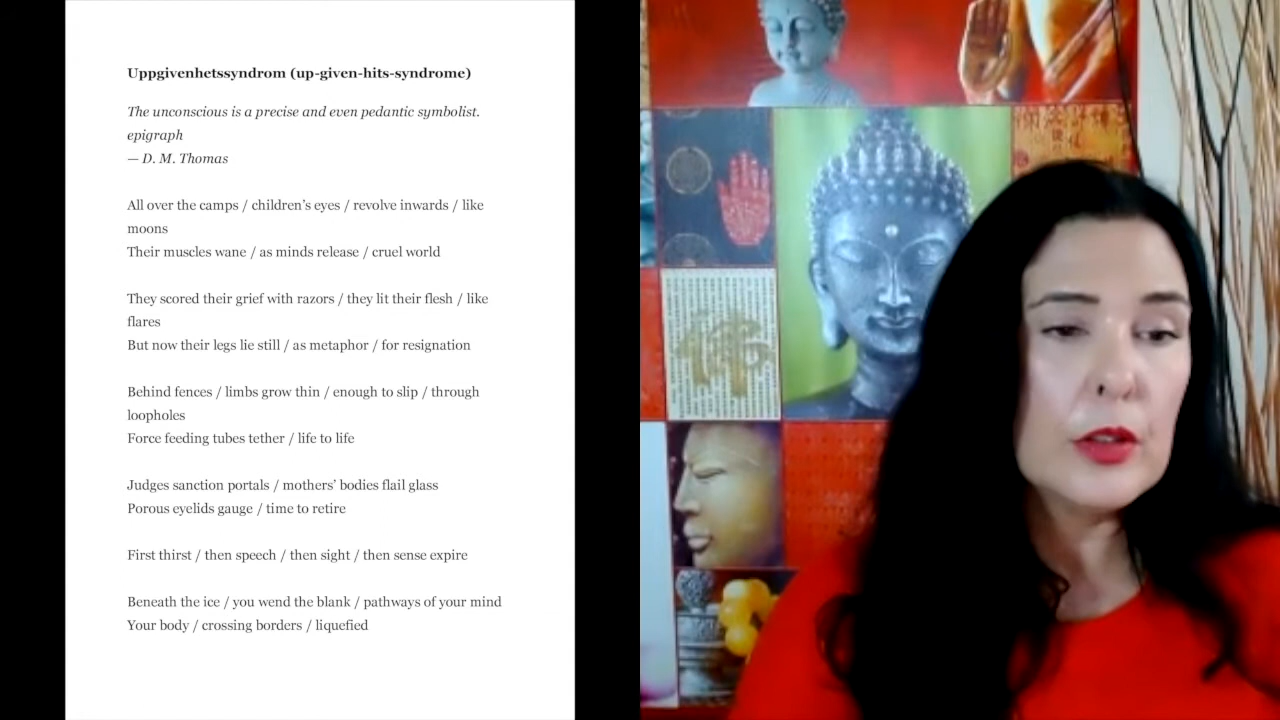 Uppgivenhetssyndrom (up-given-hits-syndrome)
The unconscious is a precise and even pedantic symbolist.
epigraph
— D. M. Thomas
All over the camps / children's eyes / revolve inwards / like
moons
Their muscles wane / as minds release / cruel world
They scored their grief with razors / they lit their flesh / like
flares
But now their legs lie still / as metaphor / for resignation
Behind fences / limbs grow thin / enough to slip / through
loopholes
Force feeding tubes tether / life to life
Judges sanction portals / mothers' bodies flail glass
Porous eyelids gauge / time to retire
First thirst / then speech / then sight / then sense expire
Beneath the ice / you wend the blank / pathways of your mind
Your body / crossing borders / liquefied